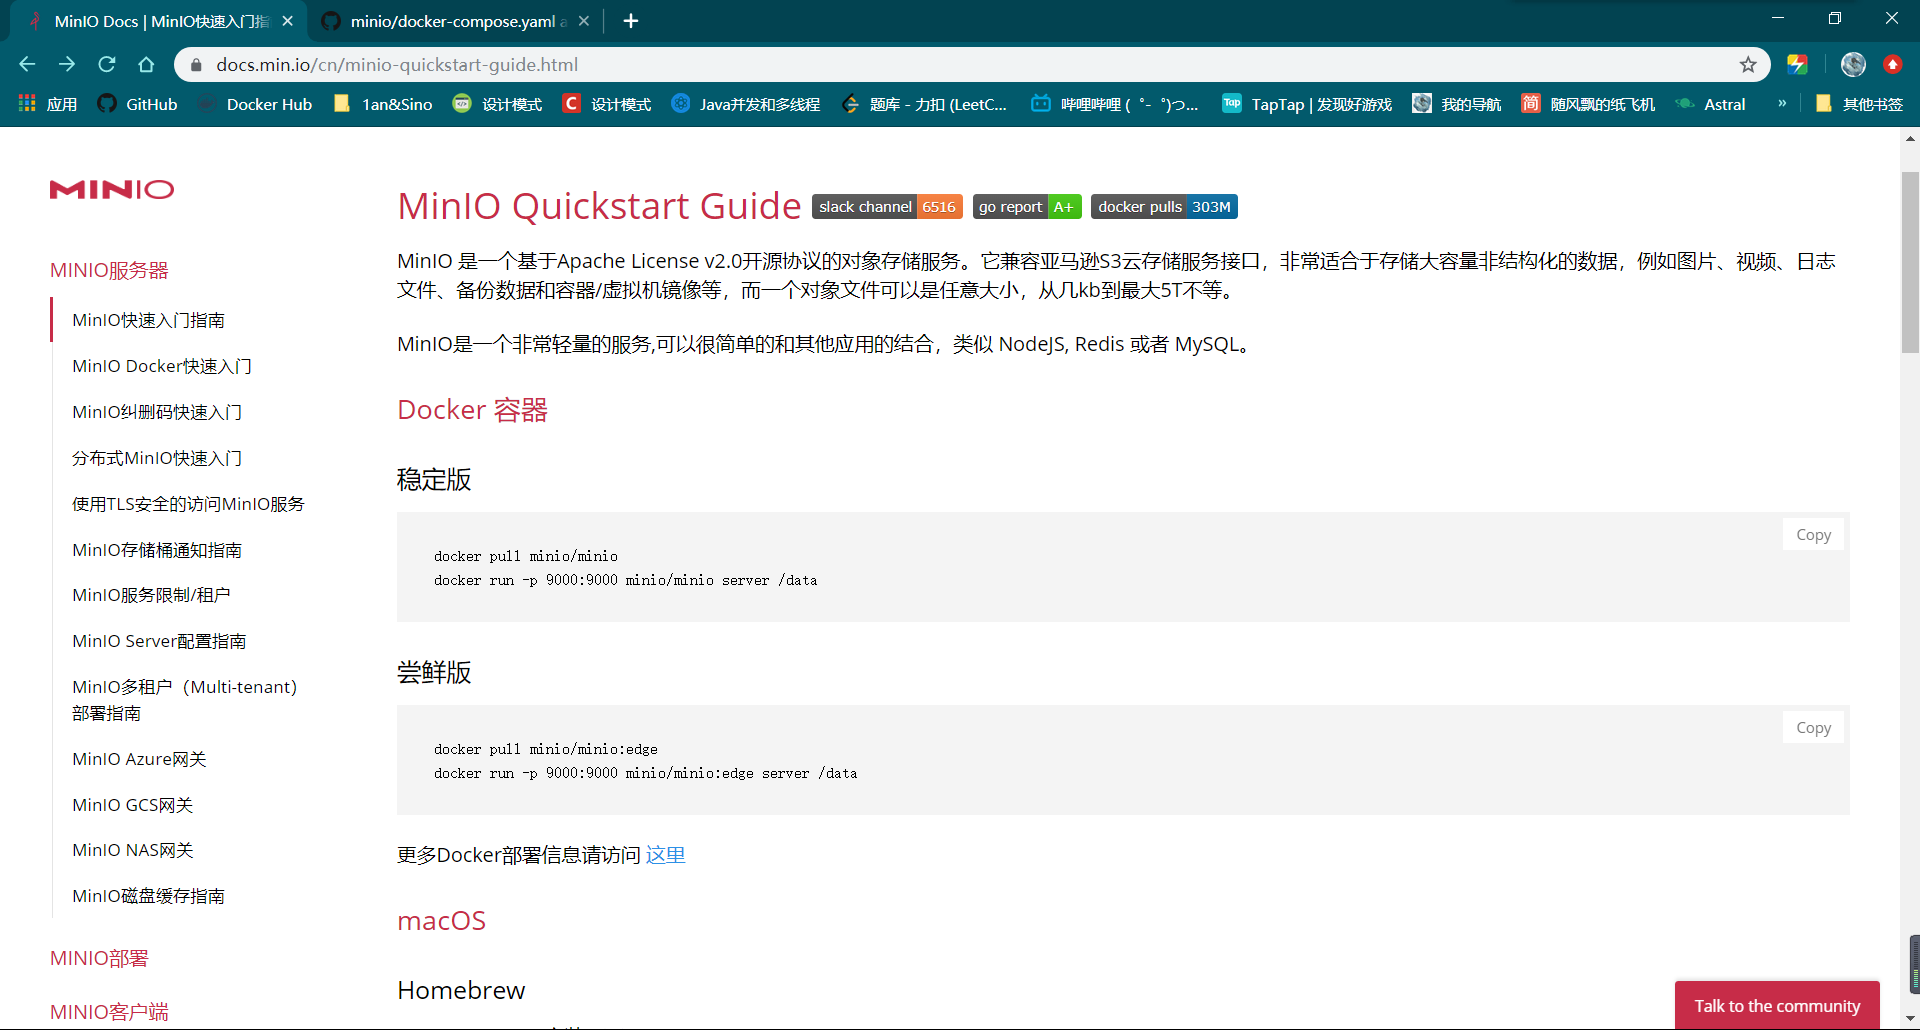 MinIO Docs | MinIO快速入门指
minio/docker-compose.yaml a
docs.min.io/cn/minio-quickstart-guide.html
应用
GitHub
Docker Hub
1an&Sino
设计模式
设计模式
Java并发和多线程
题库 - 力扣 (LeetC...
哔哩哔哩 (゜-゜)つ...
TapTap | 发现好游戏
我的导航
随风飘的纸飞机
Astral
»
其他书签
MINIO
MINIO服务器
MinIO快速入门指南
MinIO Docker快速入门
MinIO纠删码快速入门
分布式MinIO快速入门
使用TLS安全的访问MinIO服务
MinIO存储桶通知指南
MinIO服务限制/租户
MinIO Server配置指南
MinIO多租户（Multi-tenant）
部署指南
MinIO Azure网关
MinIO GCS网关
MinIO NAS网关
MinIO磁盘缓存指南
MINIO部署
MINIO客户端
MinIO Quickstart Guide slack channel 6516 go report A+ docker pulls 303M
MinIO 是一个基于Apache License v2.0开源协议的对象存储服务。它兼容亚马逊S3云存储服务接口，非常适合于存储大容量非结构化的数据，例如图片、视频、日志
文件、备份数据和容器/虚拟机镜像等，而一个对象文件可以是任意大小，从几kb到最大5T不等。
MinIO是一个非常轻量的服务,可以很简单的和其他应用的结合，类似 NodeJS, Redis 或者 MySQL。
Docker 容器
稳定版
Copy
docker pull minio/minio
docker run -p 9000:9000 minio/minio server /data
尝鲜版
Copy
docker pull minio/minio:edge
docker run -p 9000:9000 minio/minio:edge server /data
更多Docker部署信息请访问 这里
macOS
Homebrew
Talk to the community